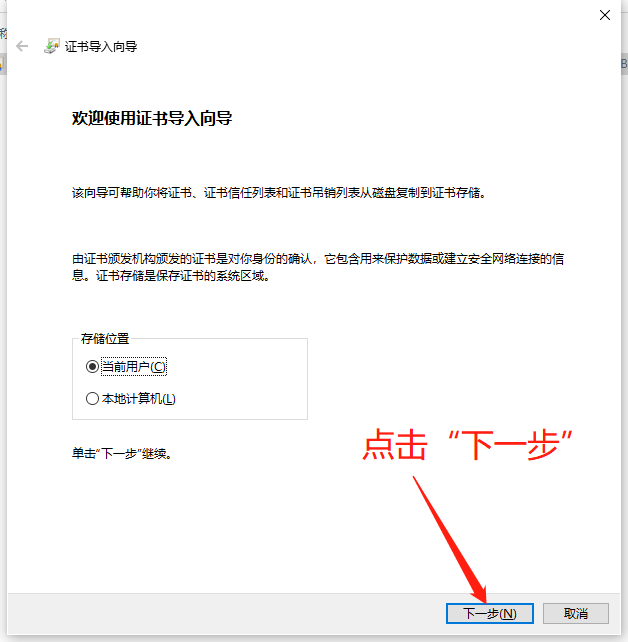 证书导入向导
欢迎使用证书导入向导
该向导可帮助你将证书、证书信任列表和证书吊销列表从磁盘复制到证书存储。
由证书颁发机构颁发的证书是对你身份的确认，它包含用来保护数据或建立安全网络连接的信
息。证书存储是保存证书的系统区域。
存储位置
当前用户(C)
本地计算机(L)
单击“下一步”继续。
点击“下一步”
下一步(N)
取消